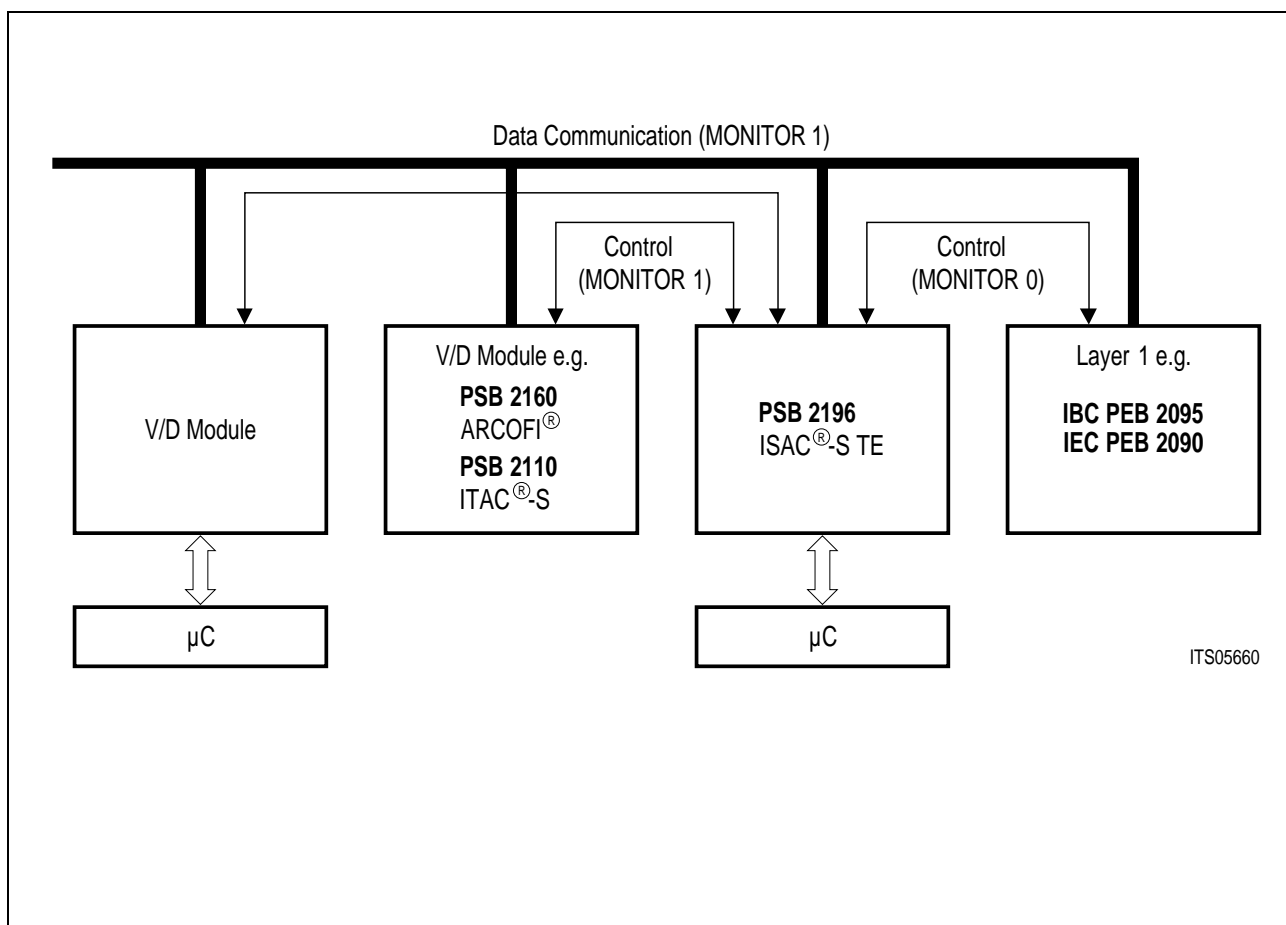 Data Communication (MONITOR 1)
Control
(MONITOR 1)
Control
(MONITOR 0)
V/D Module
V/D Module e.g.
PSB 2160
ARCOFI®
PSB 2110
ITAC®-S
PSB 2196
ISAC®-S TE
Layer 1 e.g.
IBC PEB 2095
IEC PEB 2090
µC
µC
ITS05660